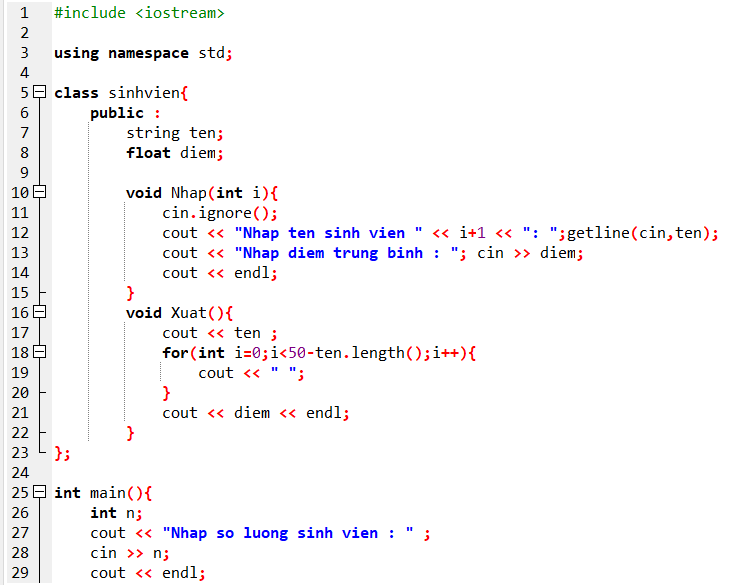 1 #include <iostream>
2
3 using namespace std;
4
5 class sinhvien{
6     public :
7         string ten;
8         float diem;
9
10         void Nhap(int i){
11             cin.ignore();
12             cout << "Nhap ten sinh vien " << i+1 << ": ";getline(cin,ten);
13             cout << "Nhap diem trung binh : "; cin >> diem;
14             cout << endl;
15         }
16         void Xuat(){
17             cout << ten ;
18             for(int i=0;i<50-ten.length();i++){
19                 cout << " ";
20             }
21             cout << diem << endl;
22         }
23 };
24
25 int main(){
26     int n;
27     cout << "Nhap so luong sinh vien : " ;
28     cin >> n;
29     cout << endl;